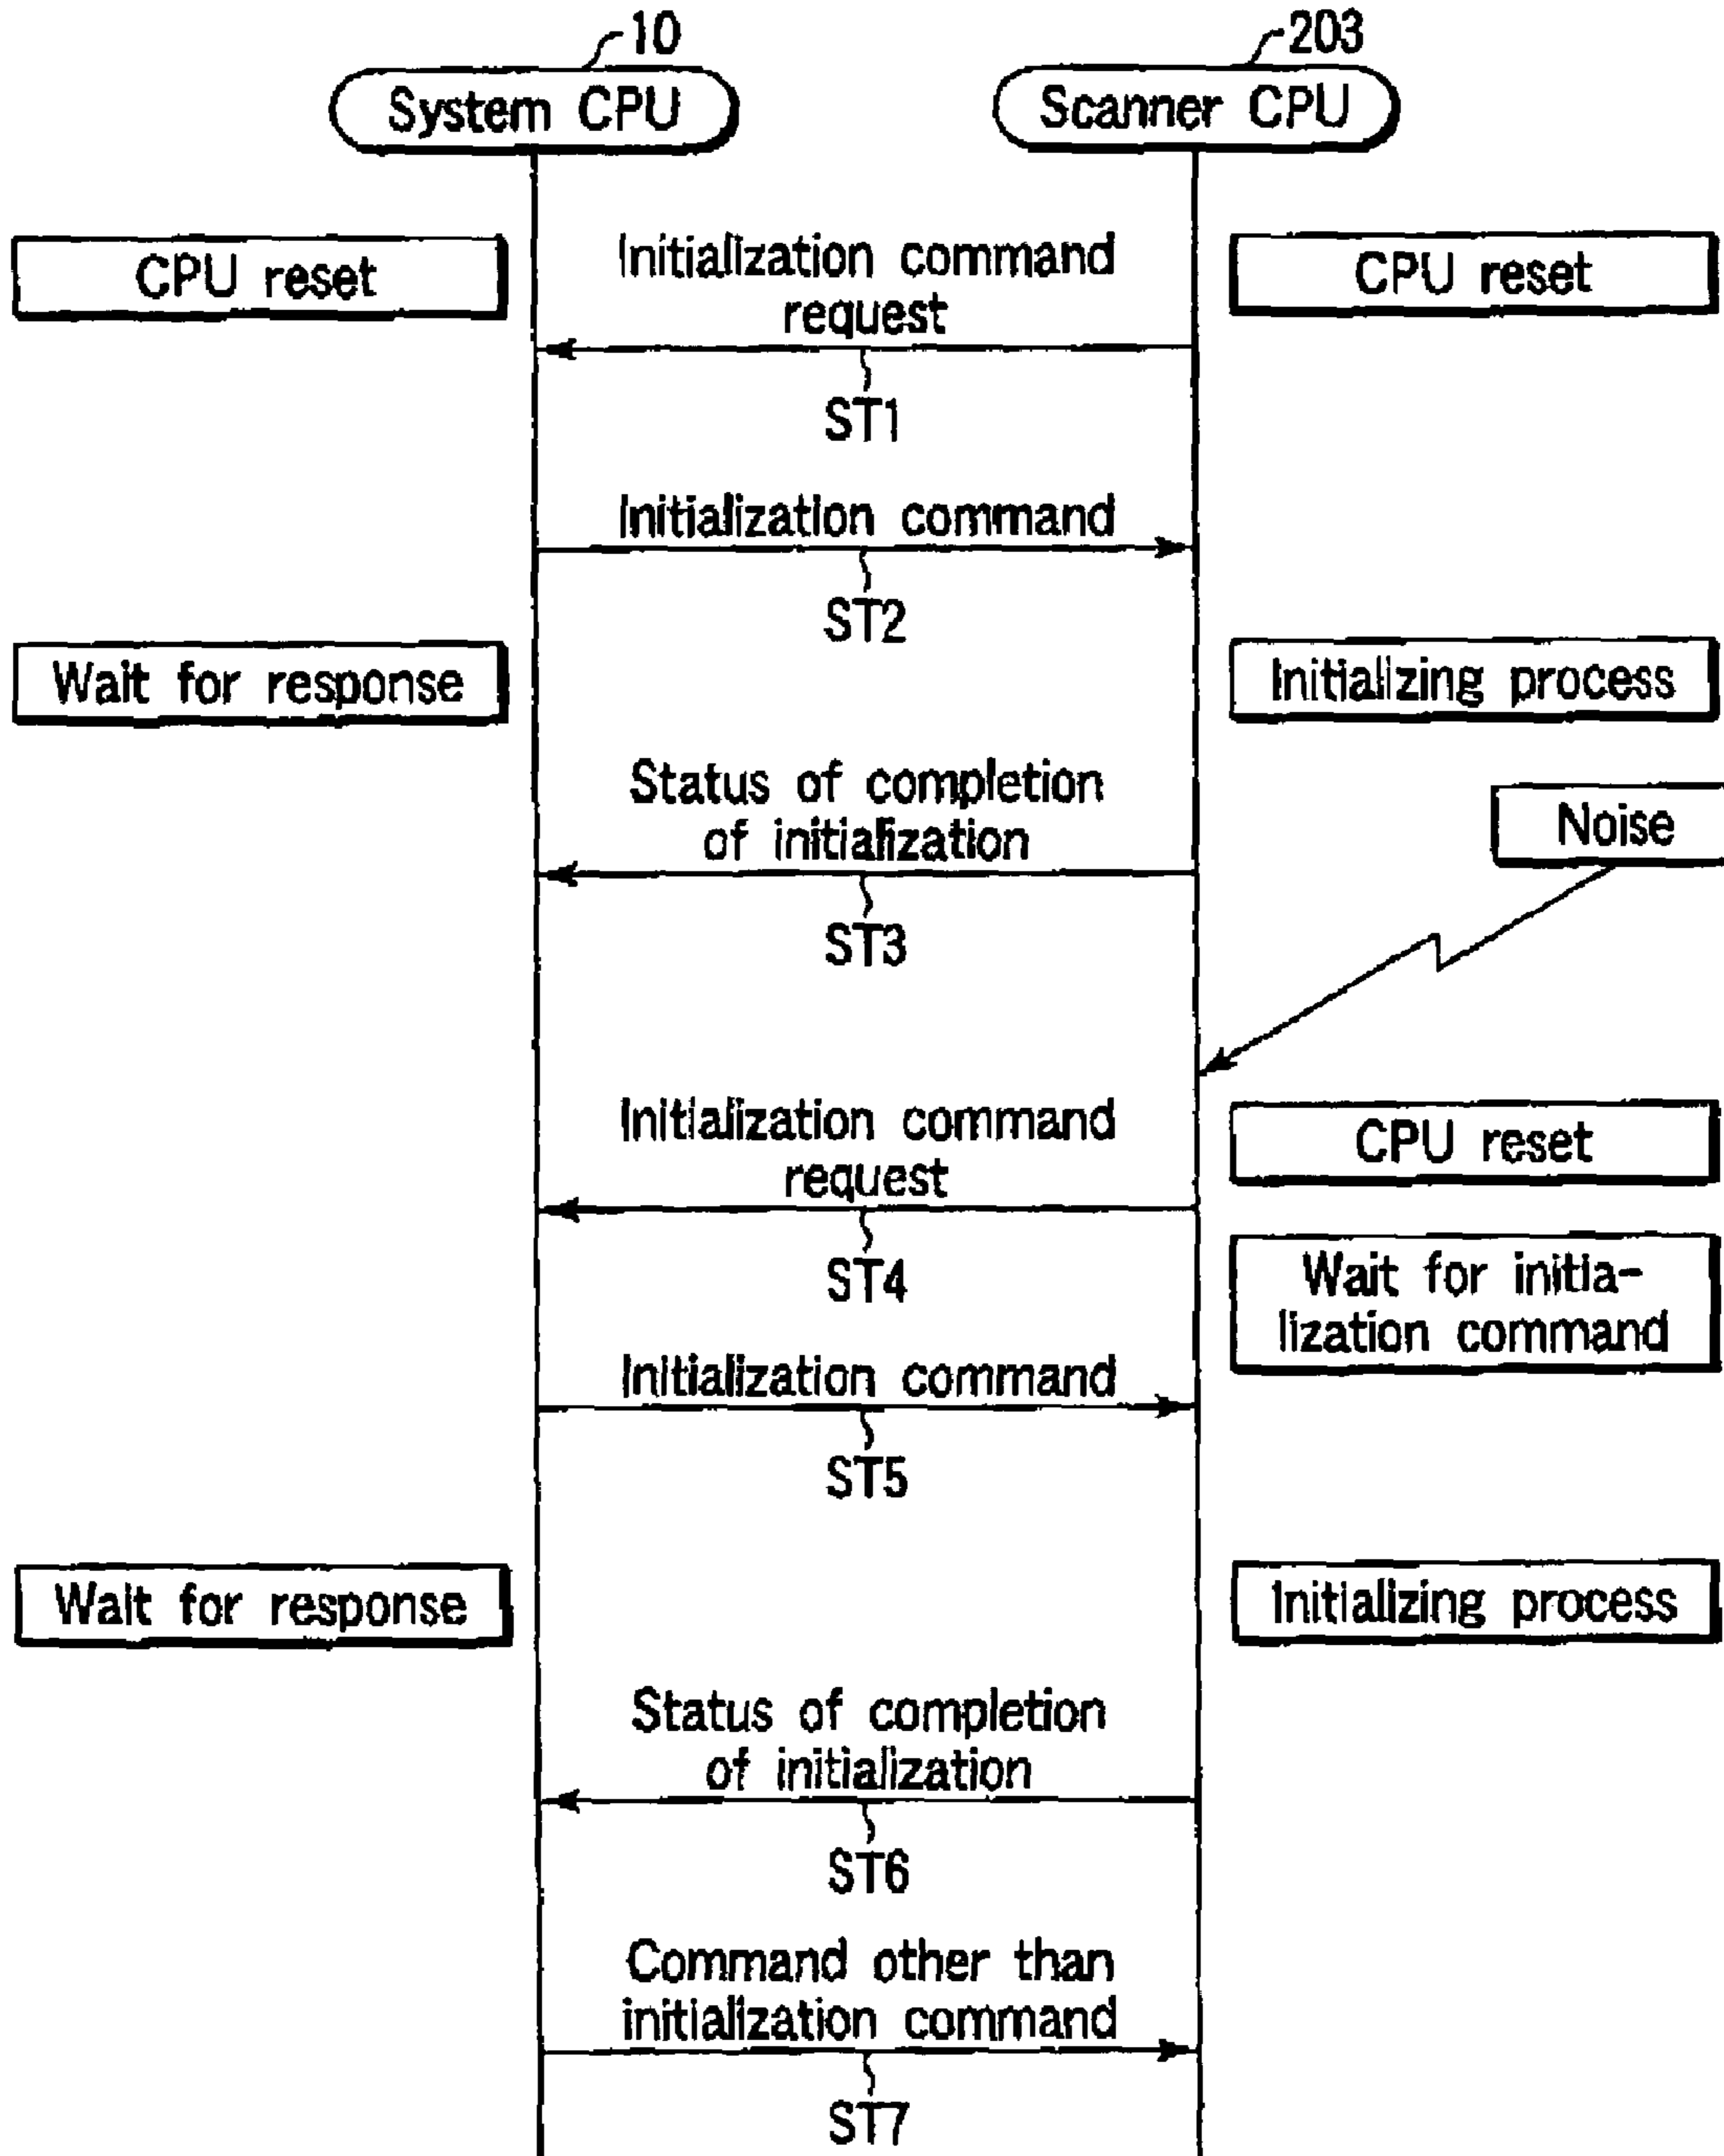 10
203
System CPU
Scanner CPU
CPU reset
Initialization command
request
CPU reset
ST1
Initialization command
ST2
Wait for response
Initializing process
Status of completion
of initialization
Noise
ST3
Initialization command
request
CPU reset
ST4
Wait for initia-
lization command
Initialization command
ST5
Wait for response
Initializing process
Status of completion
of initialization
ST6
Command other than
initialization command
ST7